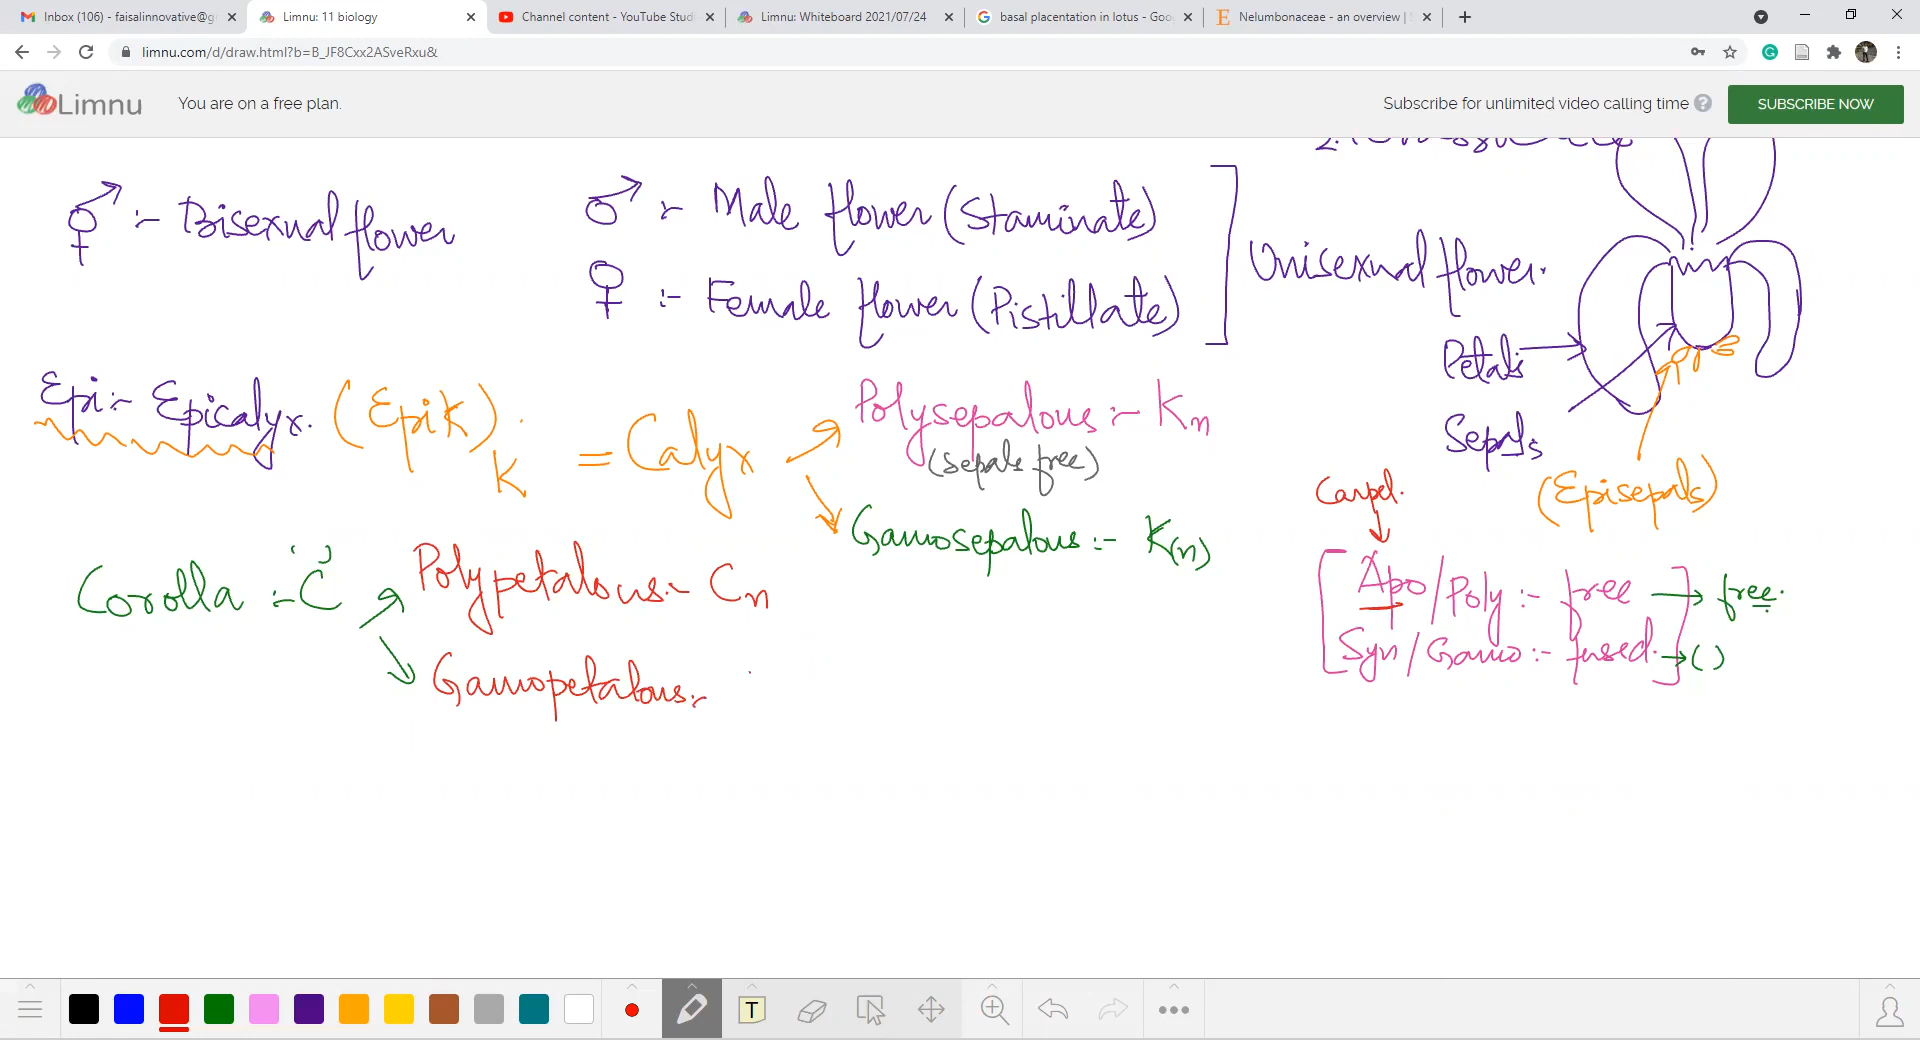 Inbox (106) - faisalinnovative@g
Limnu: 11 biology
Channel content - YouTube Stud
Limnu: Whiteboard 2021/07/24
basal placentation in lotus - Goo
Nelumbonaceae - an overview |
limnu.com/d/draw.html?b=B_JF8Cxx2ASveRxu&
Limnu
You are on a free plan.
Subscribe for unlimited video calling time
SUBSCRIBE NOW
⚥ :- Bisexual flower
♂ :- Male flower (Staminate)
♀ :- Female flower (Pistillate)
Unisexual flower.
Petals
Sepals
(Episepals)
Epi :- Epicalyx. (EpiK)
K = Calyx
Polysepalous :- Kn
(sepals free)
Gamosepalous :- K(n)
Corolla :- C
Polypetalous :- Cn
Gamopetalous :-
Carpel.
Apo/Poly :- free → free.
Syn/Gamo :- fused. → ( )
T